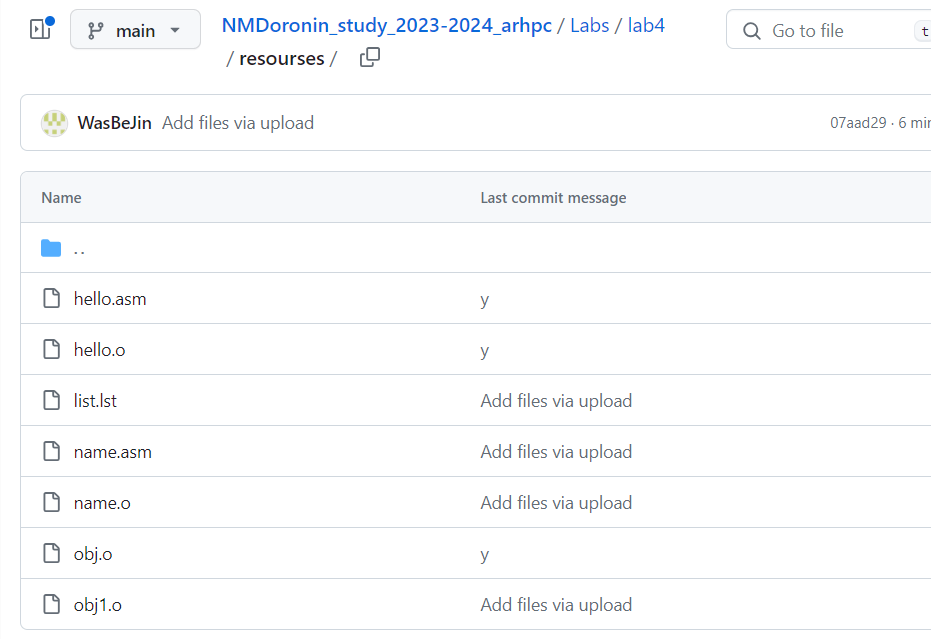 main NMDoronin_study_2023-2024_arhpc / Labs / lab4 Go to file t
/ resourses /
WasBeJin Add files via upload 07aad29 · 6
Name Last commit message
..
hello.asm y
hello.o y
list.lst Add files via upload
name.asm Add files via upload
name.o Add files via upload
obj.o y
obj1.o Add files via upload